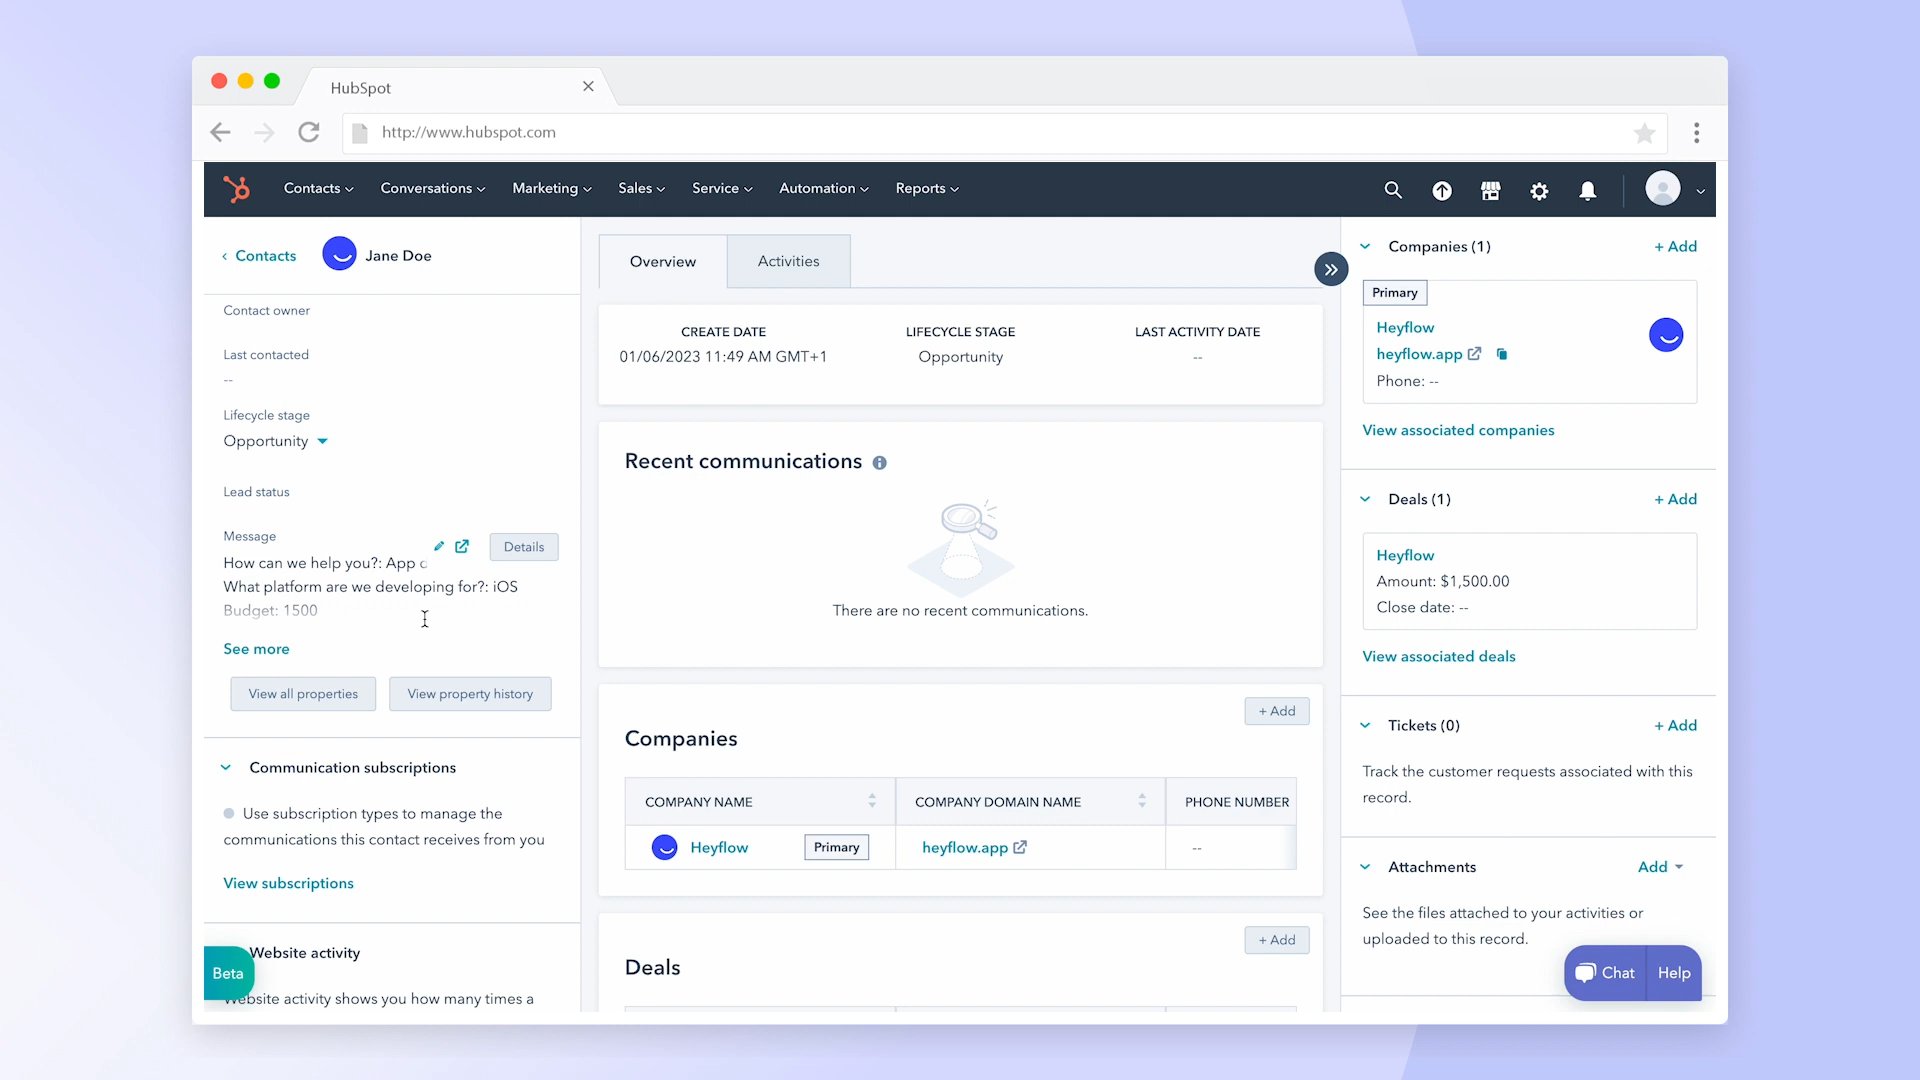 HubSpot
http://www.hubspot.com
Contacts
Conversations
Marketing
Sales
Service
Automation
Reports
Contacts
Jane Doe
Contact owner
Last contacted
--
Lifecycle stage
Opportunity
Lead status
Message
Details
How can we help you?: App
What platform are we developing for?: iOS
Budget: 1500
See more
View all properties
View property history
Communication subscriptions
Use subscription types to manage the
communications this contact receives from you
View subscriptions
Website activity
Beta
Website activity shows you how many times a
Overview
Activities
CREATE DATE
01/06/2023 11:49 AM GMT+1
LIFECYCLE STAGE
Opportunity
LAST ACTIVITY DATE
--
Recent communications
There are no recent communications.
+ Add
Companies
COMPANY NAME
COMPANY DOMAIN NAME
PHONE NUMBER
Heyflow
Primary
heyflow.app
--
+ Add
Deals
Companies (1)
+ Add
Primary
Heyflow
heyflow.app
Phone: --
View associated companies
Deals (1)
+ Add
Heyflow
Amount: $1,500.00
Close date: --
View associated deals
Tickets (0)
+ Add
Track the customer requests associated with this
record.
Attachments
Add
See the files attached to your activities or
uploaded to this record.
Chat
Help